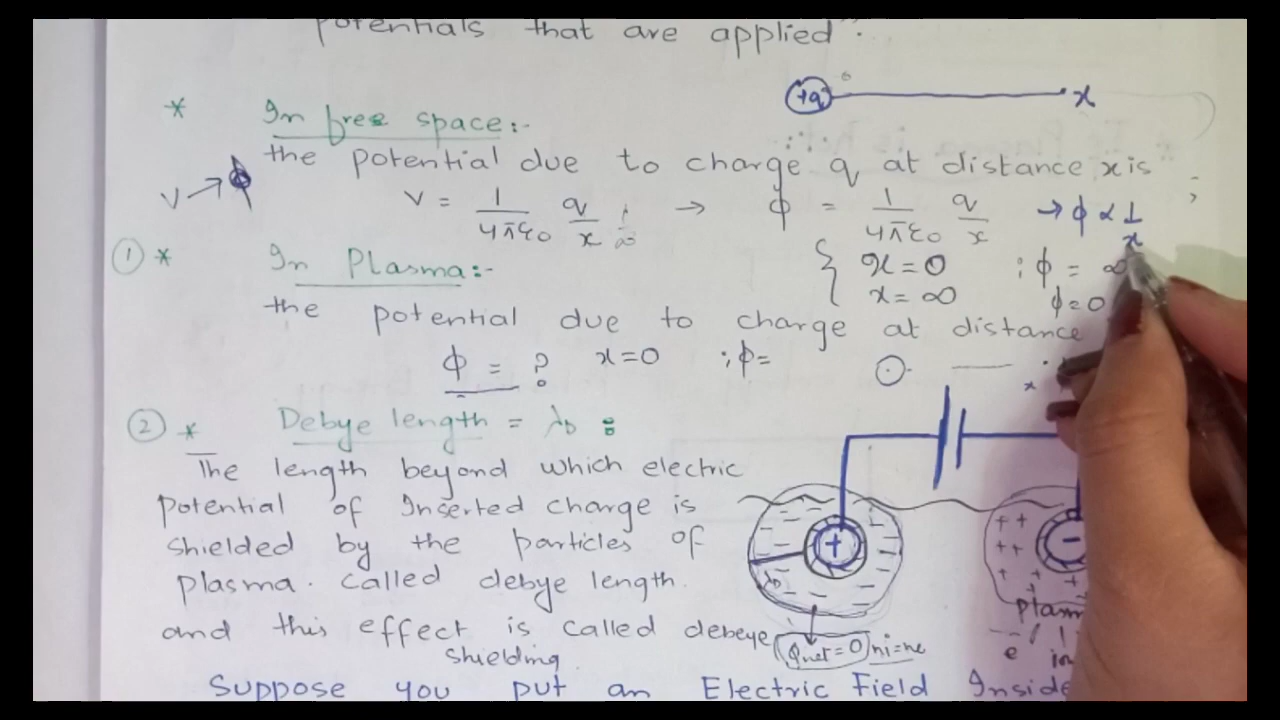 potentials that are applied".
+q x
* In free space:-
the potential due to charge q at distance x is
V → ϕ
V = 1/4πε0 q/x ; → ϕ = 1/4πε0 q/x → ϕ ∝ 1/x
{ x = 0 ; ϕ = ∞
x = ∞ ϕ = 0
① * In Plasma:-
the potential due to charge at distance
ϕ = ? x = 0 ; ϕ =
x
② * Debye length = λD :
The length beyond which electric
potential of Inserted charge is
shielded by the particles of
plasma. called debye length.
and this effect is called debeye
shielding.
+ λD
-
Qnet = 0 ni = ne
plasm
e
Suppose you put an Electric Field Inside